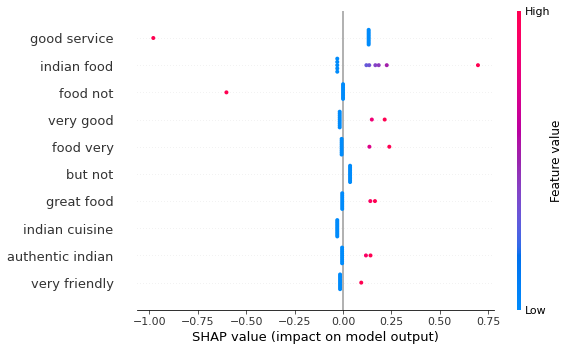 High
good service
indian food
food not
very good
food very
but not
great food
indian cuisine
authentic indian
very friendly
Feature value
Low
−1.00 −0.75 −0.50 −0.25 0.00 0.25 0.50 0.75
SHAP value (impact on model output)